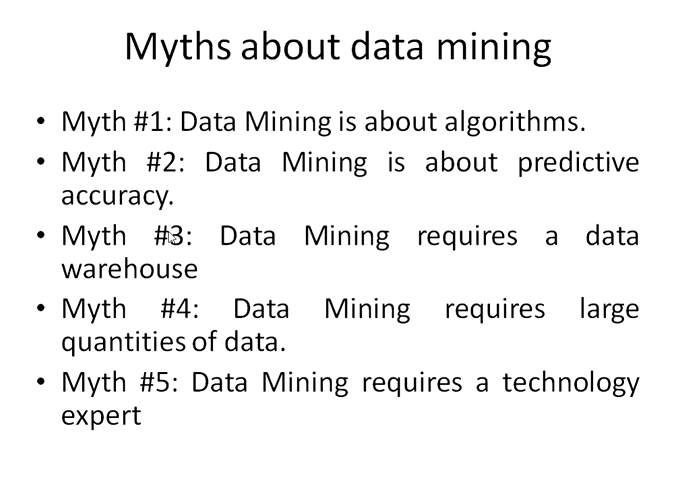 Myths about data mining
• Myth #1: Data Mining is about algorithms.
• Myth #2: Data Mining is about predictive
accuracy.
• Myth #3: Data Mining requires a data
warehouse
• Myth #4: Data Mining requires large
quantities of data.
• Myth #5: Data Mining requires a technology
expert